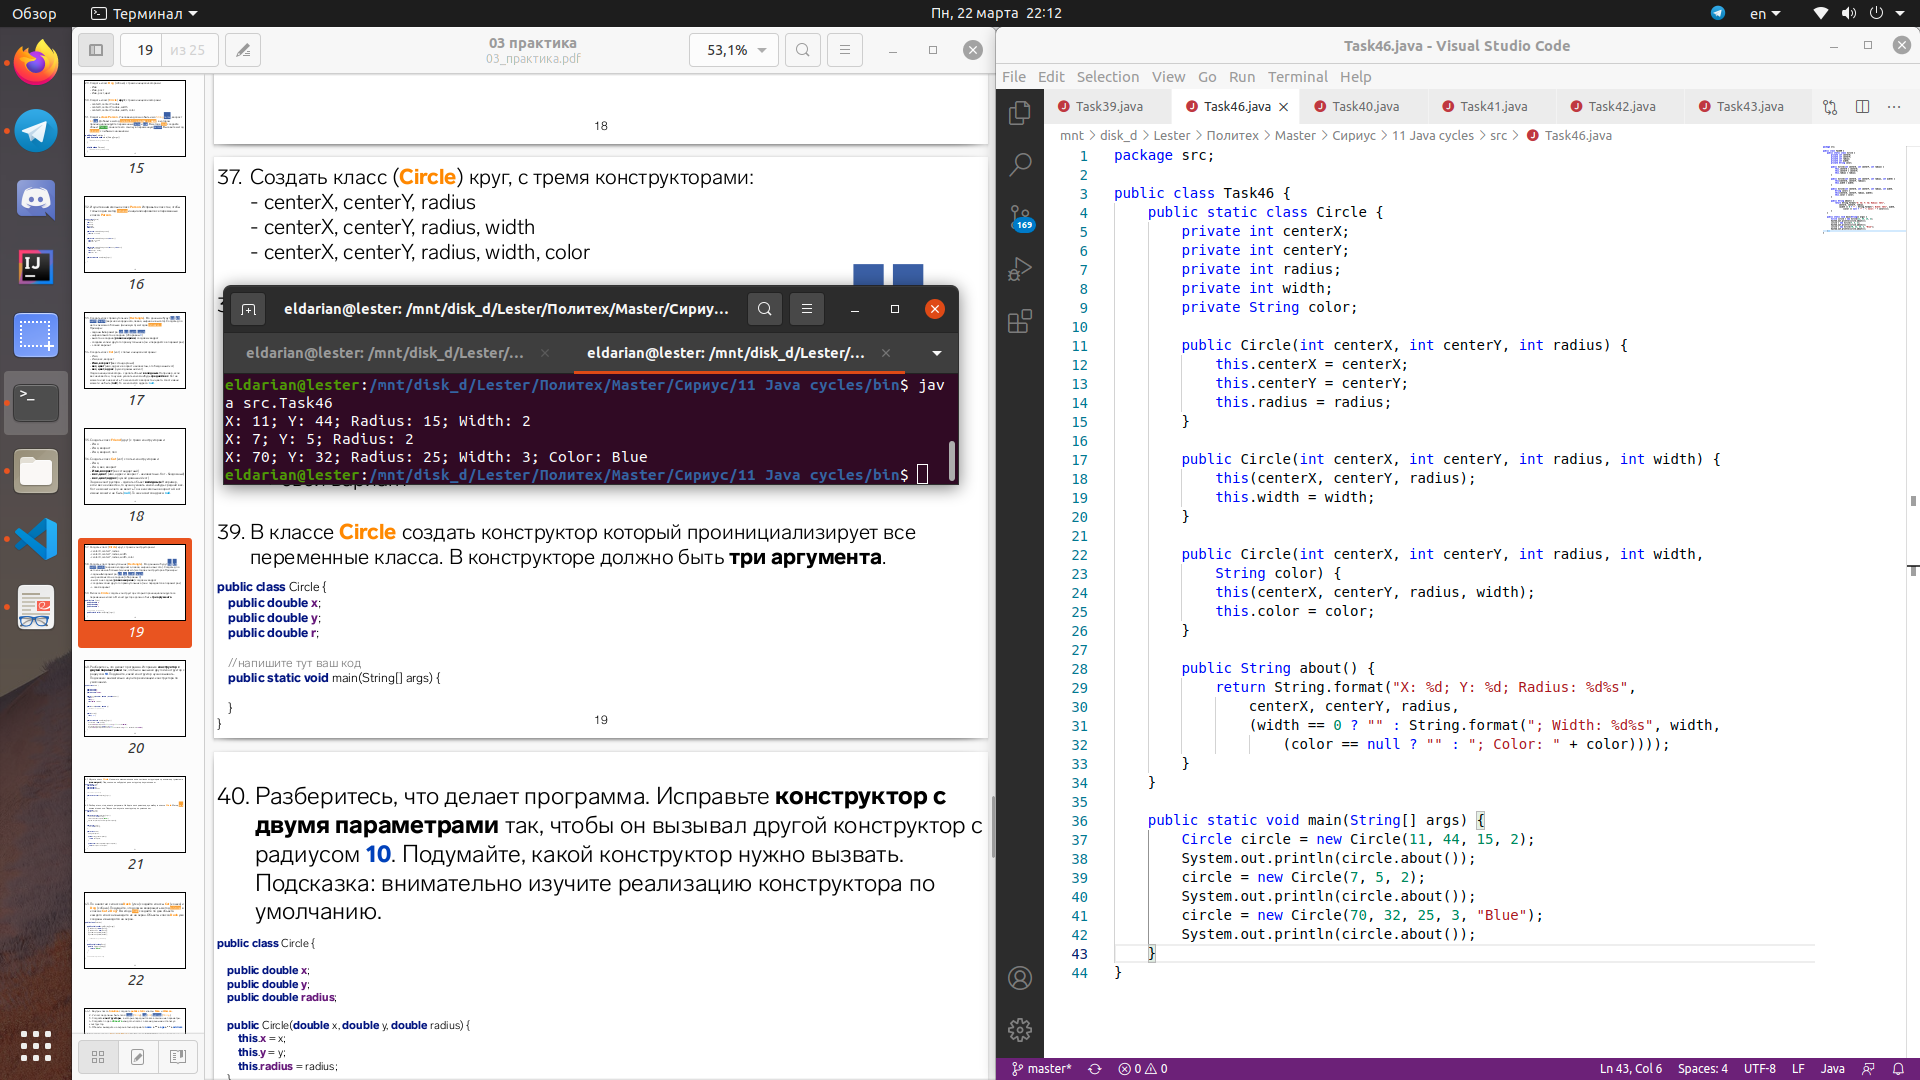 Обзор
Терминал
Пн, 22 марта 22:12
en
19 из 25
03 практика
03_практика.pdf
53,1%
15
16
17
18
19
20
21
22
18
37. Создать класс (Circle) круг, с тремя конструкторами:
- centerX, centerY, radius
- centerX, centerY, radius, width
- centerX, centerY, radius, width, color
eldarian@lester: /mnt/disk_d/Lester/Политех/Master/Сириу...
eldarian@lester: /mnt/disk_d/Lester/...
eldarian@lester: /mnt/disk_d/Lester/...
eldarian@lester:/mnt/disk_d/Lester/Политех/Master/Сириус/11 Java cycles/bin$ jav
a src.Task46
X: 11; Y: 44; Radius: 15; Width: 2
X: 7; Y: 5; Radius: 2
X: 70; Y: 32; Radius: 25; Width: 3; Color: Blue
eldarian@lester:/mnt/disk_d/Lester/Политех/Master/Сириус/11 Java cycles/bin$
39. В классе Circle создать конструктор который проинициализирует все
переменные класса. В конструкторе должно быть три аргумента.
public class Circle {
public double x;
public double y;
public double r;
//напишите тут ваш код
public static void main(String[] args) {
}
}
19
40. Разберитесь, что делает программа. Исправьте конструктор с
двумя параметрами так, чтобы он вызывал другой конструктор с
радиусом 10. Подумайте, какой конструктор нужно вызвать.
Подсказка: внимательно изучите реализацию конструктора по
умолчанию.
public class Circle {
public double x;
public double y;
public double radius;
public Circle(double x, double y, double radius) {
this.x = x;
this.y = y;
this.radius = radius;
Task46.java - Visual Studio Code
File Edit Selection View Go Run Terminal Help
Task39.java Task46.java Task40.java Task41.java Task42.java Task43.java
mnt > disk_d > Lester > Политех > Master > Сириус > 11 Java cycles > src > Task46.java
169
1 package src;
2
3 public class Task46 {
4 public static class Circle {
5 private int centerX;
6 private int centerY;
7 private int radius;
8 private int width;
9 private String color;
10
11 public Circle(int centerX, int centerY, int radius) {
12 this.centerX = centerX;
13 this.centerY = centerY;
14 this.radius = radius;
15 }
16
17 public Circle(int centerX, int centerY, int radius, int width) {
18 this(centerX, centerY, radius);
19 this.width = width;
20 }
21
22 public Circle(int centerX, int centerY, int radius, int width,
23 String color) {
24 this(centerX, centerY, radius, width);
25 this.color = color;
26 }
27
28 public String about() {
29 return String.format("X: %d; Y: %d; Radius: %d%s",
30 centerX, centerY, radius,
31 (width == 0 ? "" : String.format("; Width: %d%s", width,
32 (color == null ? "" : "; Color: " + color))));
33 }
34 }
35
36 public static void main(String[] args) {
37 Circle circle = new Circle(11, 44, 15, 2);
38 System.out.println(circle.about());
39 circle = new Circle(7, 5, 2);
40 System.out.println(circle.about());
41 circle = new Circle(70, 32, 25, 3, "Blue");
42 System.out.println(circle.about());
43 }
44 }
master* 0 0
Ln 43, Col 6 Spaces: 4 UTF-8 LF Java